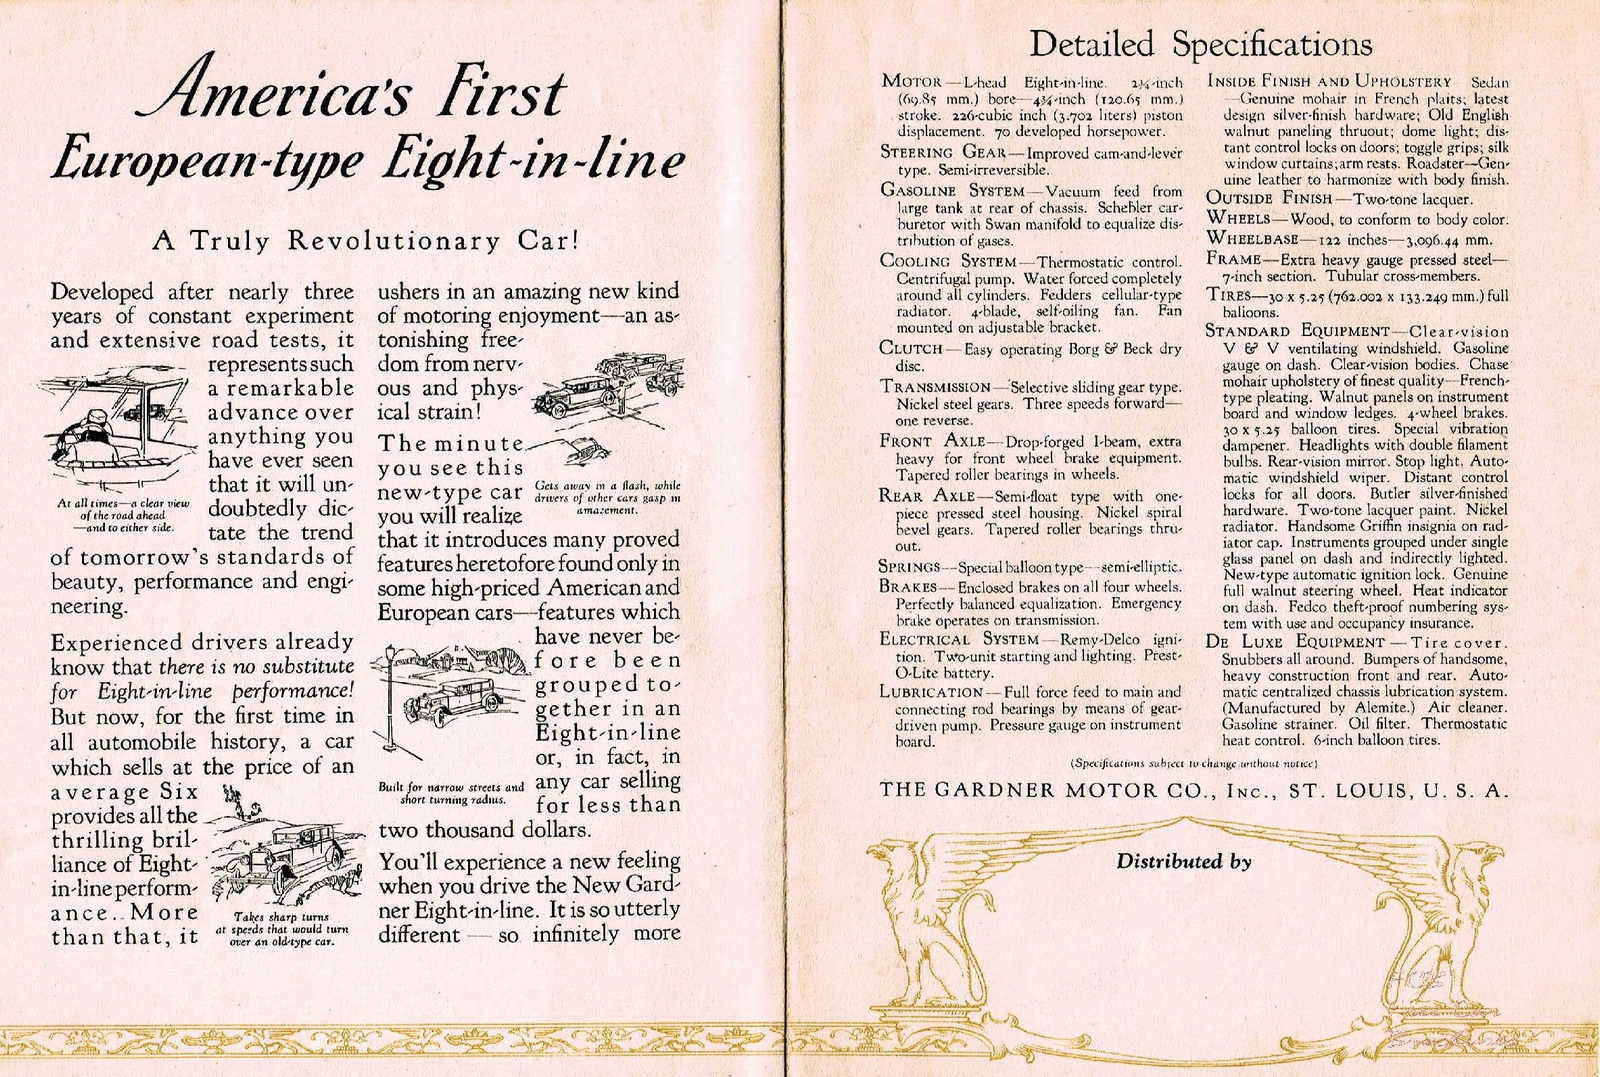 America's First
European-type Eight-in-line
A Truly Revolutionary Car!
Developed after nearly three
years of constant experiment
and extensive road tests, it
represents such
a remarkable
advance over
anything you
have ever seen
that it will un-
doubtedly dic-
tate the trend
At all times—a clear view
of the road ahead
—and to either side.
of tomorrow's standards of
beauty, performance and engi-
neering.
Experienced drivers already
know that there is no substitute
for Eight-in-line performance!
But now, for the first time in
all automobile history, a car
which sells at the price of an
average Six
provides all the
thrilling bril-
liance of Eight-
in-line perform-
ance. More
than that, it
Takes sharp turns
at speeds that would turn
over an old-type car.
ushers in an amazing new kind
of motoring enjoyment—an as-
tonishing free-
dom from nerv-
ous and phys-
ical strain!
The minute
you see this
new-type car
you will realize
Gets away in a flash, while
drivers of other cars gasp in
amazement.
that it introduces many proved
features heretofore found only in
some high-priced American and
European cars—features which
have never be-
fore been
grouped to-
gether in an
Eight-in-line
or, in fact, in
any car selling
for less than
Built for narrow streets and
short turning radius.
two thousand dollars.
You'll experience a new feeling
when you drive the New Gard-
ner Eight-in-line. It is so utterly
different — so infinitely more
Detailed Specifications
MOTOR—L-head Eight-in-line. 2¾-inch
(69.85 mm.) bore—4¾-inch (120.65 mm.)
stroke. 226-cubic inch (3.702 liters) piston
displacement. 70 developed horsepower.
STEERING GEAR—Improved cam-and-lever
type. Semi-irreversible.
GASOLINE SYSTEM—Vacuum feed from
large tank at rear of chassis. Schebler car-
buretor with Swan manifold to equalize dis-
tribution of gases.
COOLING SYSTEM—Thermostatic control.
Centrifugal pump. Water forced completely
around all cylinders. Fedders cellular-type
radiator. 4-blade, self-oiling fan. Fan
mounted on adjustable bracket.
CLUTCH—Easy operating Borg & Beck dry
disc.
TRANSMISSION—Selective sliding gear type.
Nickel steel gears. Three speeds forward—
one reverse.
FRONT AXLE—Drop-forged I-beam, extra
heavy for front wheel brake equipment.
Tapered roller bearings in wheels.
REAR AXLE—Semi-float type with one-
piece pressed steel housing. Nickel spiral
bevel gears. Tapered roller bearings thru-
out.
SPRINGS—Special balloon type—semi-elliptic.
BRAKES—Enclosed brakes on all four wheels.
Perfectly balanced equalization. Emergency
brake operates on transmission.
ELECTRICAL SYSTEM—Remy-Delco igni-
tion. Two-unit starting and lighting. Prest-
O-Lite battery.
LUBRICATION—Full force feed to main and
connecting rod bearings by means of gear-
driven pump. Pressure gauge on instrument
board.
INSIDE FINISH AND UPHOLSTERY Sedan
—Genuine mohair in French plaits; latest
design silver-finish hardware; Old English
walnut paneling thruout; dome light; dis-
tant control locks on doors; toggle grips; silk
window curtains; arm rests. Roadster—Gen-
uine leather to harmonize with body finish.
OUTSIDE FINISH—Two-tone lacquer.
WHEELS—Wood, to conform to body color.
WHEELBASE—122 inches—3,096.44 mm.
FRAME—Extra heavy gauge pressed steel—
7-inch section. Tubular cross-members.
TIRES—30 x 5.25 (762.002 x 133.249 mm.) full
balloons.
STANDARD EQUIPMENT—Clear-vision
V & V ventilating windshield. Gasoline
gauge on dash. Clear-vision bodies. Chase
mohair upholstery of finest quality—French-
type pleating. Walnut panels on instrument
board and window ledges. 4-wheel brakes.
30 x 5.25 balloon tires. Special vibration
dampener. Headlights with double filament
bulbs. Rear-vision mirror. Stop light. Auto-
matic windshield wiper. Distant control
locks for all doors. Butler silver-finished
hardware. Two-tone lacquer paint. Nickel
radiator. Handsome Griffin insignia on rad-
iator cap. Instruments grouped under single
glass panel on dash and indirectly lighted.
New-type automatic ignition lock. Genuine
full walnut steering wheel. Heat indicator
on dash. Fedco theft-proof numbering sys-
tem with use and occupancy insurance.
DE LUXE EQUIPMENT—Tire cover.
Snubbers all around. Bumpers of handsome,
heavy construction front and rear. Auto-
matic centralized chassis lubrication system.
(Manufactured by Alemite.) Air cleaner.
Gasoline strainer. Oil filter. Thermostatic
heat control. 6-inch balloon tires.
(Specifications subject to change without notice)
THE GARDNER MOTOR CO., INC., ST. LOUIS, U. S. A.
Distributed by